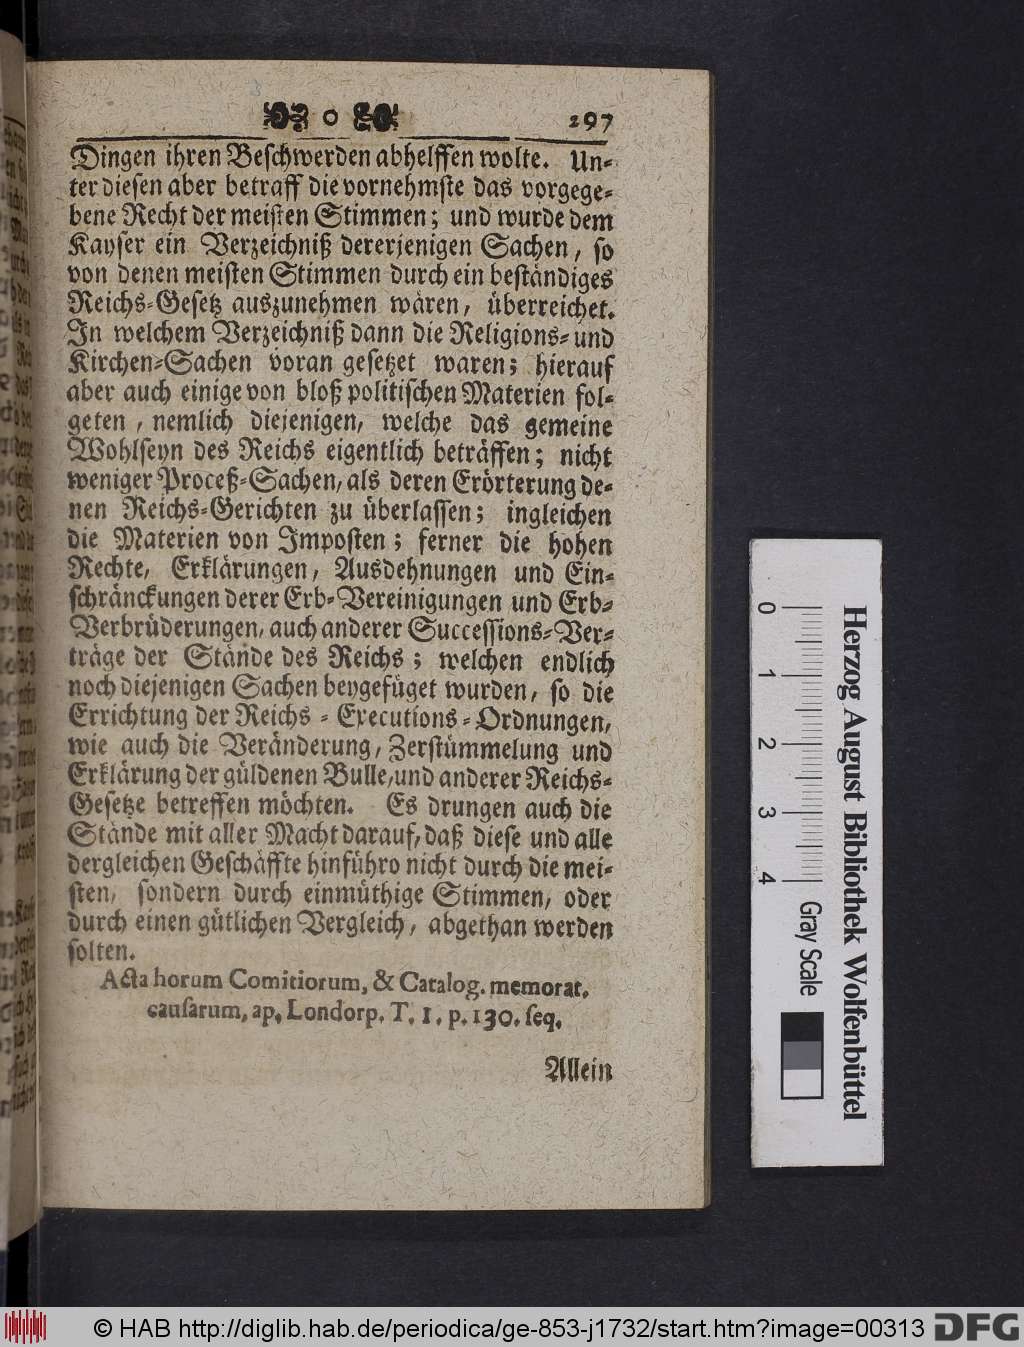 o 297
Dingen ihren Beschwerden abhelffen wolte. Un-
ter diesen aber betraff die vornehmste das vorgege-
bene Recht der meisten Stimmen; und wurde dem
Kayser ein Verzeichniß dererjenigen Sachen, so
von denen meisten Stimmen durch ein beständiges
Reichs-Gesetz auszunehmen wären, überreichet.
In welchem Verzeichniß dann die Religions- und
Kirchen-Sachen voran gesetzet waren; hierauf
aber auch einige von bloß politischen Materien fol-
geten, nemlich diejenigen, welche das gemeine
Wohlseyn des Reichs eigentlich beträffen; nicht
weniger Proceß-Sachen, als deren Erörterung de-
nen Reichs-Gerichten zu überlassen; ingleichen
die Materien von Imposten; ferner die hohen
Rechte, Erklärungen, Ausdehnungen und Ein-
schränckungen derer Erb-Vereinigungen und Erb-
Verbrüderungen, auch anderer Successions-Ver-
träge der Stände des Reichs; welchen endlich
noch diejenigen Sachen beygefüget wurden, so die
Errichtung der Reichs-Executions-Ordnungen,
wie auch die Veränderung, Zerstümmelung und
Erklärung der güldenen Bulle, und anderer Reichs-
Gesetze betreffen möchten. Es drungen auch die
Stände mit aller Macht darauf, daß diese und alle
dergleichen Geschäffte hinführo nicht durch die mei-
sten, sondern durch einmüthige Stimmen, oder
durch einen gütlichen Vergleich, abgethan werden
solten.
Acta horum Comitiorum, & Catalog. memorat.
causarum, ap. Londorp. T. 1. p. 130. seq.
Allein
Herzog August Bibliothek Wolfenbüttel
0 1 2 3 4 Gray Scale
© HAB http://diglib.hab.de/periodica/ge-853-j1732/start.htm?image=00313 DFG